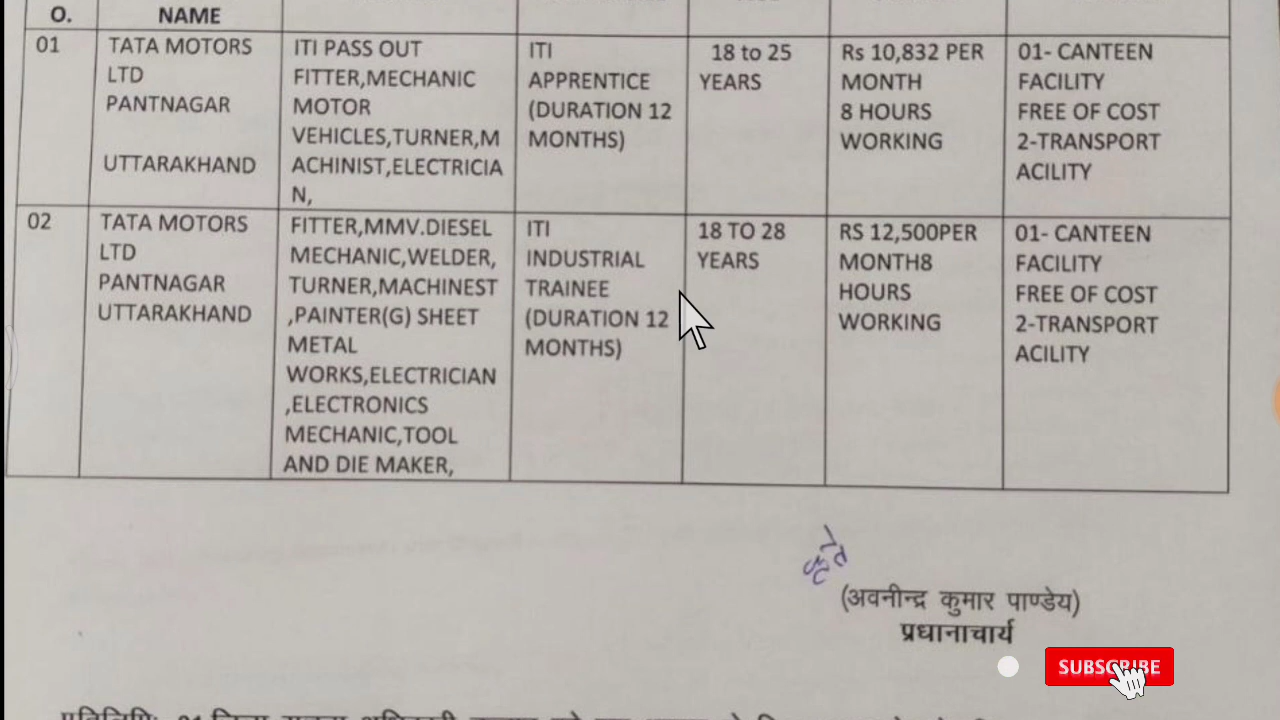 O.
NAME
01
TATA MOTORS
LTD
PANTNAGAR
UTTARAKHAND
ITI PASS OUT
FITTER,MECHANIC
MOTOR
VEHICLES,TURNER,M
ACHINIST,ELECTRICIA
N,
ITI
APPRENTICE
(DURATION 12
MONTHS)
18 to 25
YEARS
Rs 10,832 PER
MONTH
8 HOURS
WORKING
01- CANTEEN
FACILITY
FREE OF COST
2-TRANSPORT
ACILITY
02
TATA MOTORS
LTD
PANTNAGAR
UTTARAKHAND
FITTER,MMV.DIESEL
MECHANIC,WELDER,
TURNER,MACHINEST
,PAINTER(G) SHEET
METAL
WORKS,ELECTRICIAN
,ELECTRONICS
MECHANIC,TOOL
AND DIE MAKER,
ITI
INDUSTRIAL
TRAINEE
(DURATION 12
MONTHS)
18 TO 28
YEARS
RS 12,500PER
MONTH8
HOURS
WORKING
01- CANTEEN
FACILITY
FREE OF COST
2-TRANSPORT
ACILITY
(अवनीन्द्र कुमार पाण्डेय)
प्रधानाचार्य
SUBSCRIBE